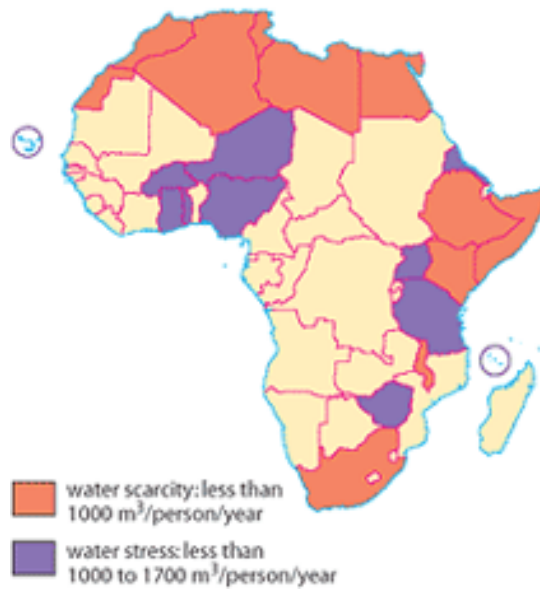 water scarcity: less than
1000 m³/person/year
water stress: less than
1000 to 1700 m³/person/year